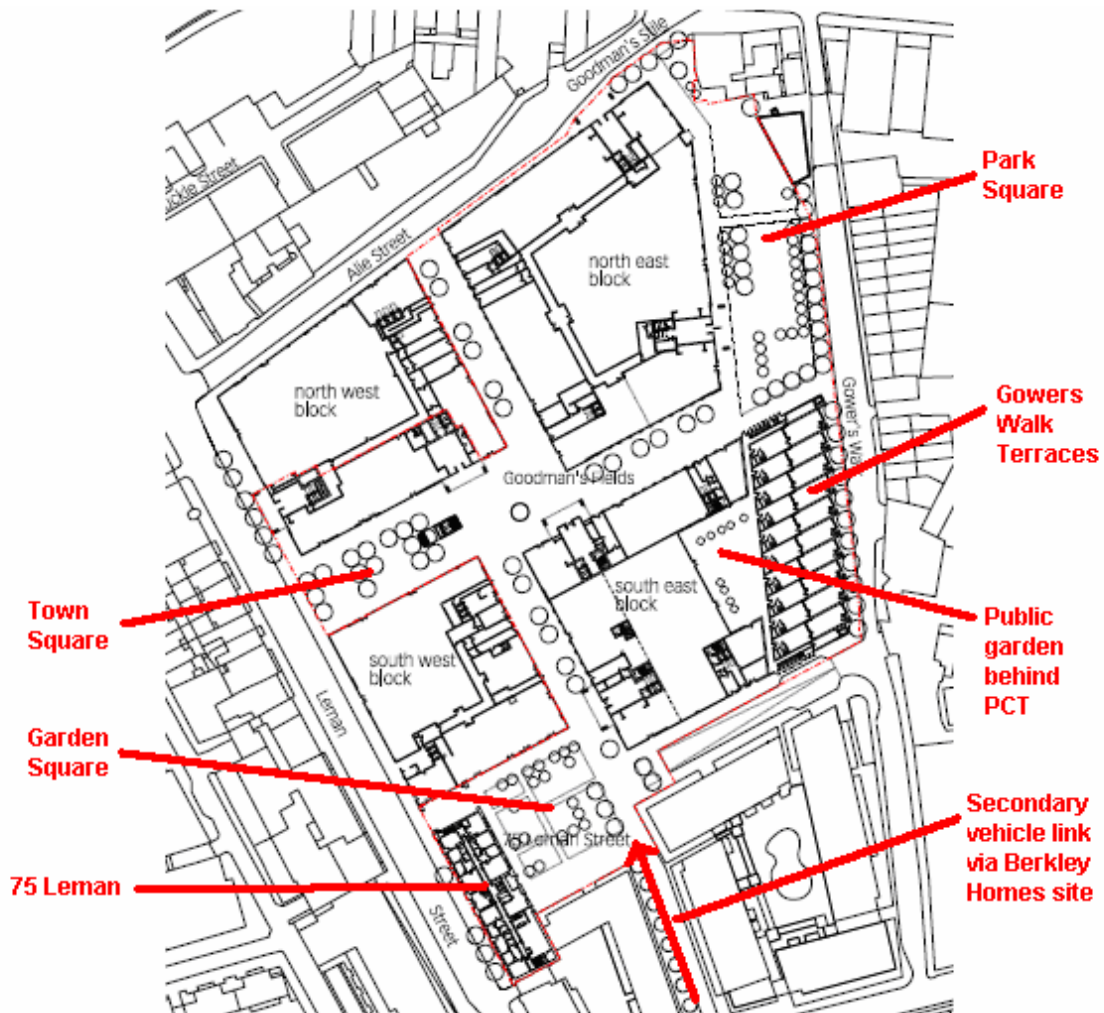 Goodman's Stile
Park
Square
Alie Street
north east
block
north west
block
Gowers
Walk
Terraces
Goodman's Fields
south east
block
Town
Square
south west
block
Leman
Public
garden
behind
PCT
Garden
Square
75 Leman Street
Secondary
vehicle link
via Berkley
Homes site
75 Leman
Street